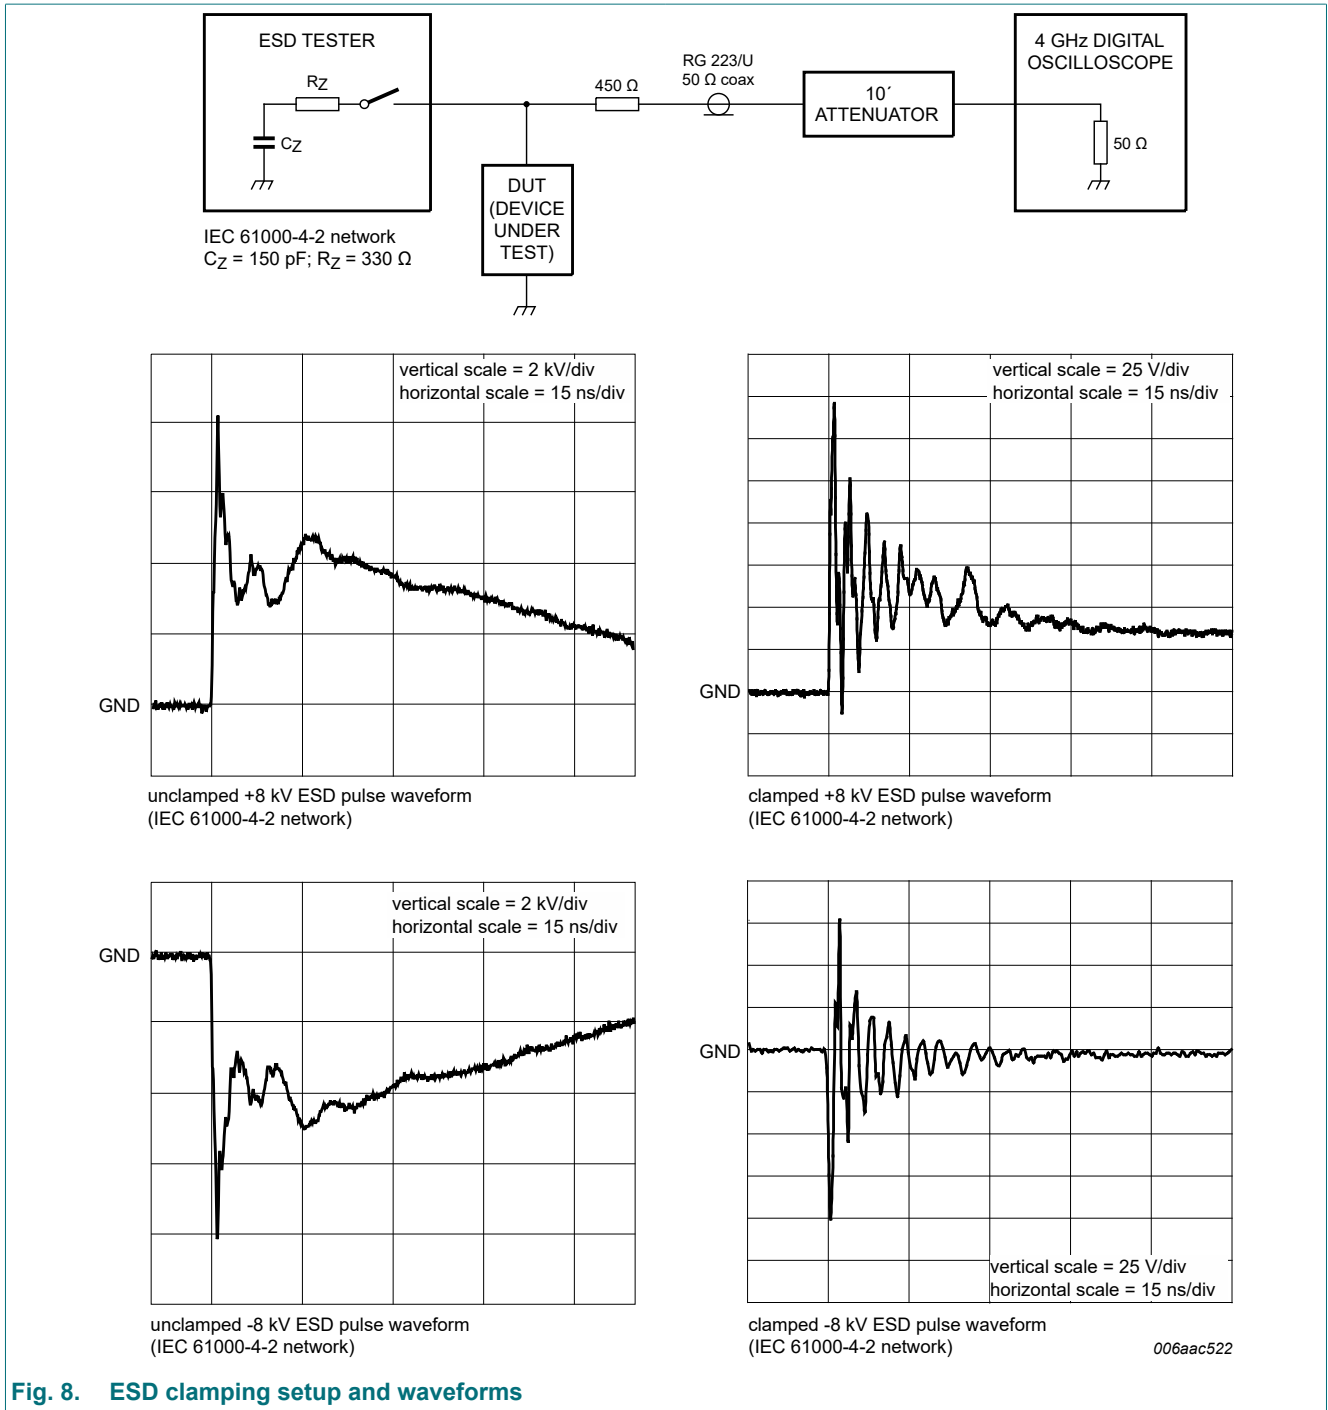 ESD TESTER
RZ
CZ
IEC 61000-4-2 network
CZ = 150 pF; RZ = 330 Ω
DUT
(DEVICE
UNDER
TEST)
450 Ω
RG 223/U
50 Ω coax
10´
ATTENUATOR
4 GHz DIGITAL
OSCILLOSCOPE
50 Ω
vertical scale = 2 kV/div
horizontal scale = 15 ns/div
GND
unclamped +8 kV ESD pulse waveform
(IEC 61000-4-2 network)
vertical scale = 25 V/div
horizontal scale = 15 ns/div
GND
clamped +8 kV ESD pulse waveform
(IEC 61000-4-2 network)
vertical scale = 2 kV/div
horizontal scale = 15 ns/div
GND
unclamped -8 kV ESD pulse waveform
(IEC 61000-4-2 network)
GND
vertical scale = 25 V/div
horizontal scale = 15 ns/div
clamped -8 kV ESD pulse waveform
(IEC 61000-4-2 network)
006aac522
Fig. 8. ESD clamping setup and waveforms